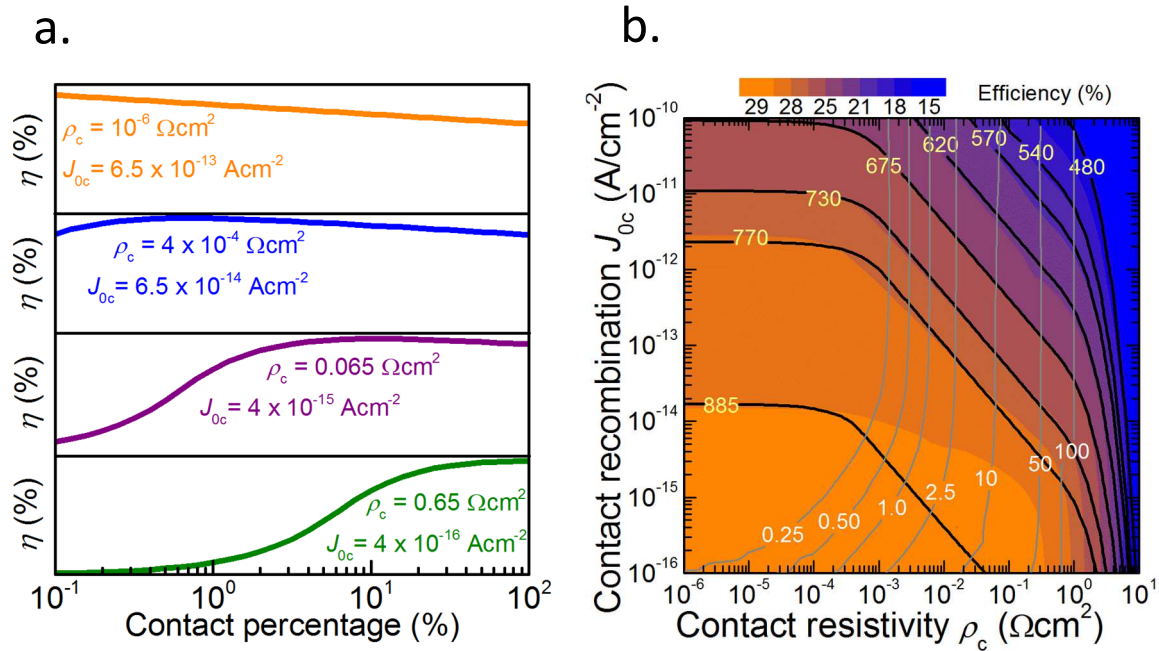 a.
η (%)
ρc = 10⁻⁶ Ωcm²
J0c = 6.5 x 10⁻¹³ Acm⁻²
η (%)
ρc = 4 x 10⁻⁴ Ωcm²
J0c = 6.5 x 10⁻¹⁴ Acm⁻²
η (%)
ρc = 0.065 Ωcm²
J0c = 4 x 10⁻¹⁵ Acm⁻²
η (%)
ρc = 0.65 Ωcm²
J0c = 4 x 10⁻¹⁶ Acm⁻²
10⁻¹ 10⁰ 10¹ 10²
Contact percentage (%)
b.
Efficiency (%)
29 28 25 21 18 15
Contact recombination J0c (A/cm⁻²)
10⁻¹⁰
10⁻¹¹
10⁻¹²
10⁻¹³
10⁻¹⁴
10⁻¹⁵
10⁻¹⁶
675 620 570 540 480
730
770
885
0.25 0.50 1.0 2.5 10 50 100
10⁻⁶ 10⁻⁵ 10⁻⁴ 10⁻³ 10⁻² 10⁻¹ 10⁰ 10¹
Contact resistivity ρc (Ωcm²)